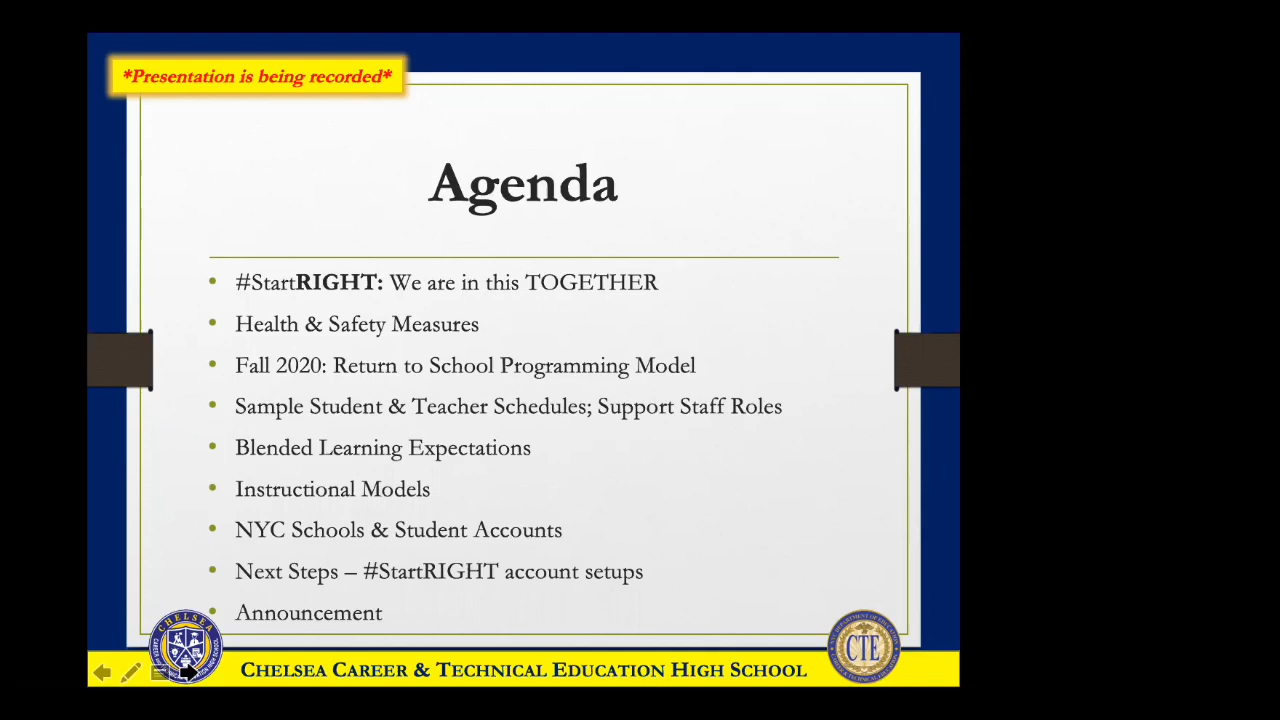 *Presentation is being recorded*
Agenda
• #StartRIGHT: We are in this TOGETHER
• Health & Safety Measures
• Fall 2020: Return to School Programming Model
• Sample Student & Teacher Schedules; Support Staff Roles
• Blended Learning Expectations
• Instructional Models
• NYC Schools & Student Accounts
• Next Steps – #StartRIGHT account setups
• Announcement
CHELSEA
CTE
CHELSEA CAREER & TECHNICAL EDUCATION HIGH SCHOOL